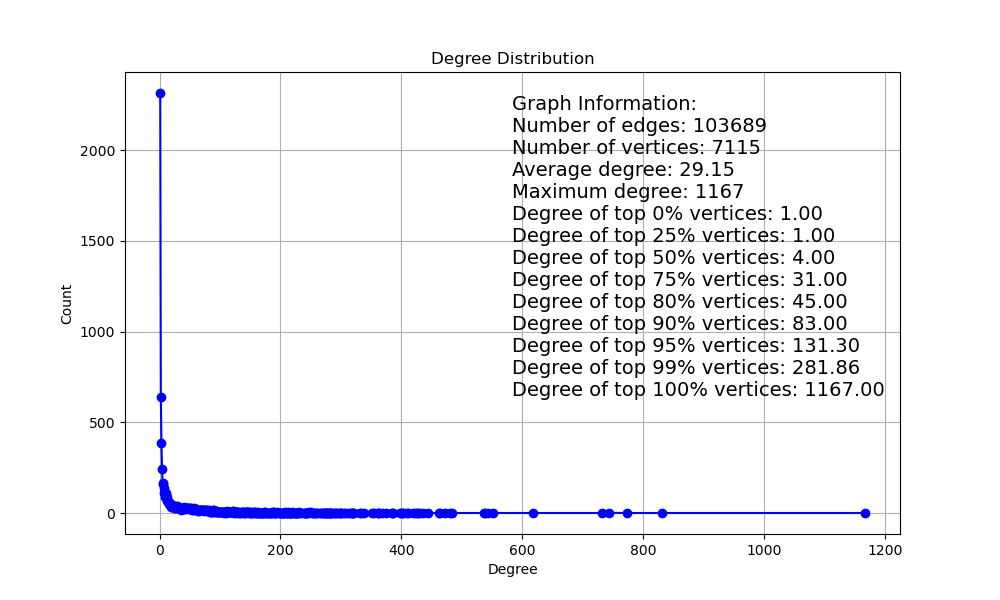 Degree Distribution
Graph Information:
Number of edges: 103689
Number of vertices: 7115
Average degree: 29.15
Maximum degree: 1167
Degree of top 0% vertices: 1.00
Degree of top 25% vertices: 1.00
Degree of top 50% vertices: 4.00
Degree of top 75% vertices: 31.00
Degree of top 80% vertices: 45.00
Degree of top 90% vertices: 83.00
Degree of top 95% vertices: 131.30
Degree of top 99% vertices: 281.86
Degree of top 100% vertices: 1167.00
Count
2000
1500
1000
500
0
0 200 400 600 800 1000 1200
Degree